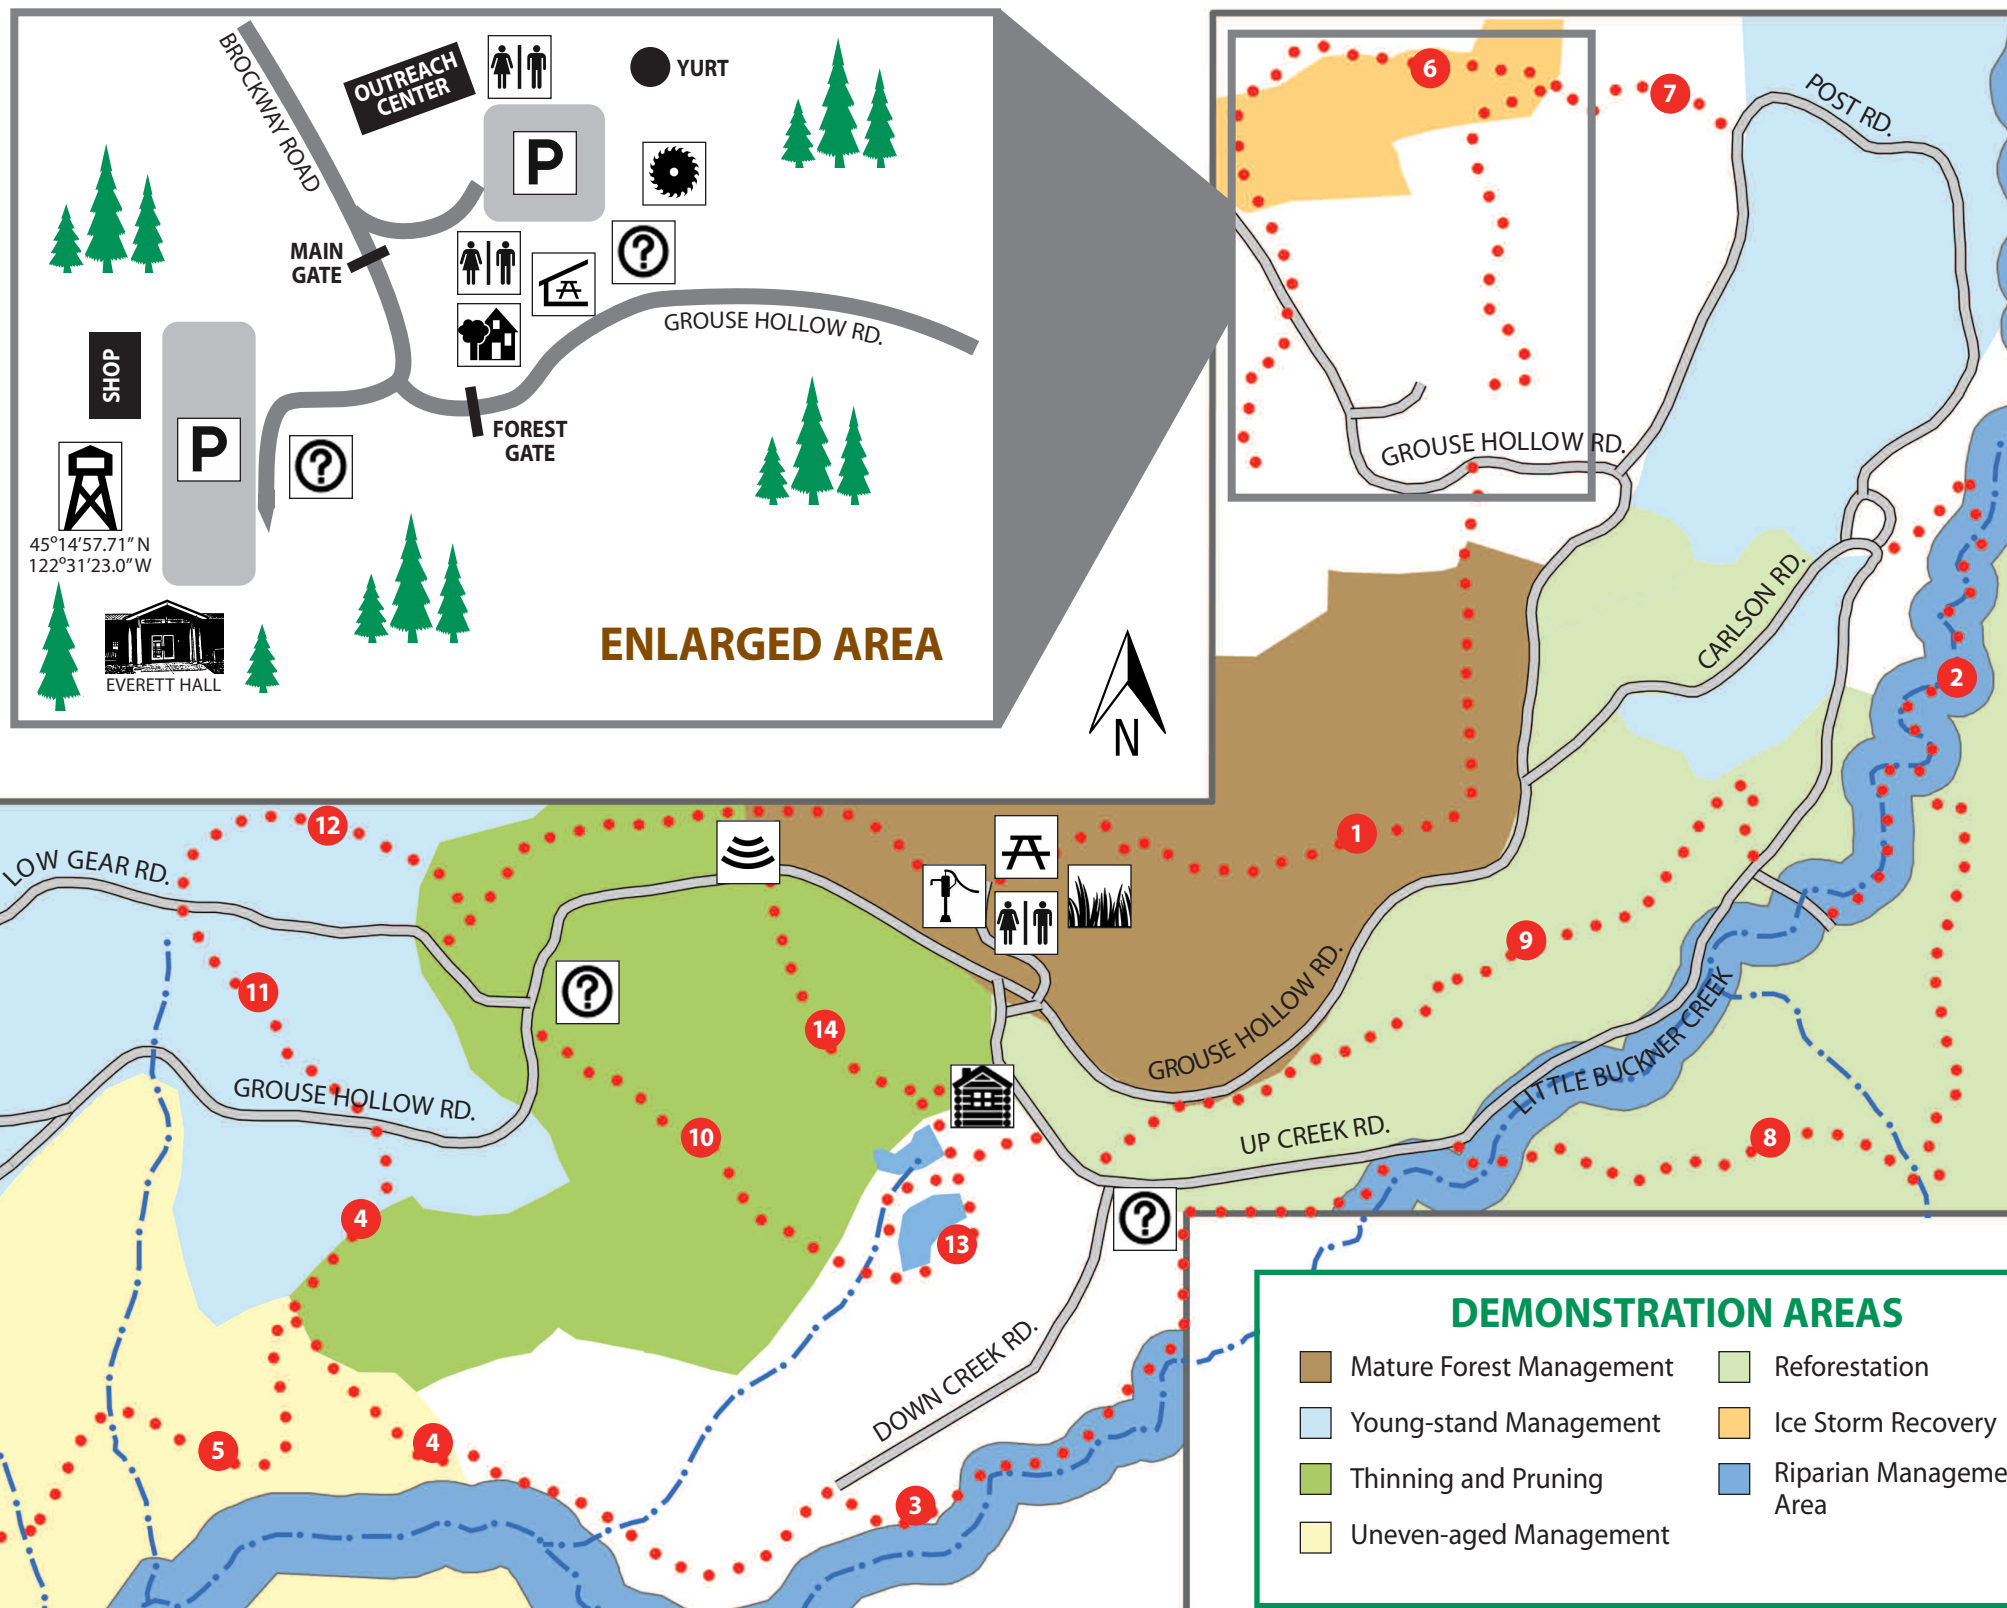 BROCKWAY ROAD
OUTREACH
CENTER
YURT
P
MAIN
GATE
GROUSE HOLLOW RD.
SHOP
P
?
?
FOREST
GATE
45°14'57.71" N
122°31'23.0" W
EVERETT HALL
ENLARGED AREA
N
6
7
POST RD.
GROUSE HOLLOW RD.
CARLSON RD.
2
12
1
LOW GEAR RD.
9
11
?
14
GROUSE HOLLOW RD.
LITTLE BUCKNER CREEK
GROUSE HOLLOW RD.
10
UP CREEK RD.
8
4
13
?
DOWN CREEK RD.
5
4
3
DEMONSTRATION AREAS
Mature Forest Management
Young-stand Management
Thinning and Pruning
Uneven-aged Management
Reforestation
Ice Storm Recovery
Riparian Manageme
Area